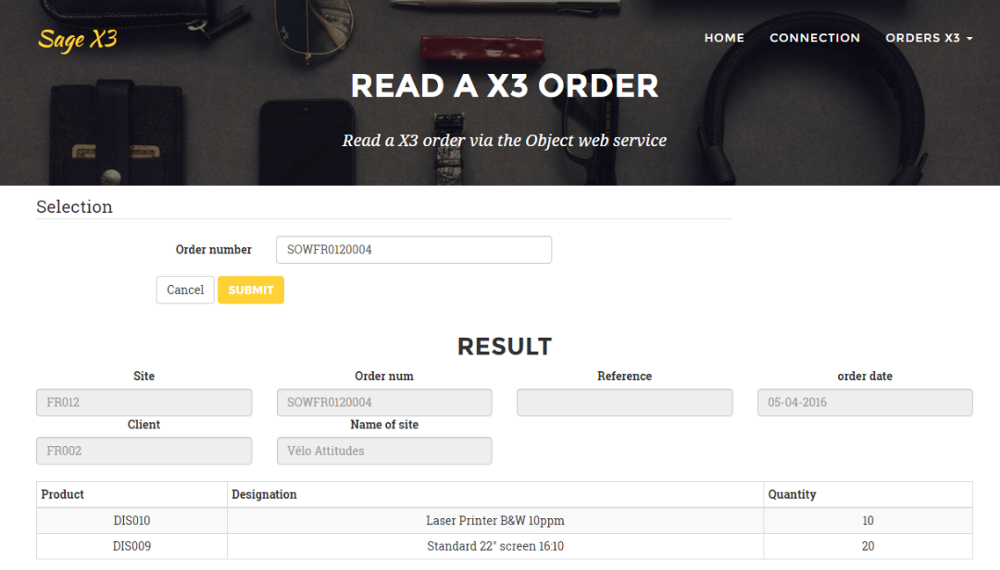 Sage X3
HOME CONNECTION ORDERS X3
READ A X3 ORDER
Read a X3 order via the Object web service
Selection
Order number SOWFR0120004
Cancel SUBMIT
RESULT
Site Order num Reference order date
FR012 SOWFR0120004 05-04-2016
Client Name of site
FR002 Vélo Attitudes
Product Designation Quantity
DIS010 Laser Printer B&W 10ppm 10
DIS009 Standard 22" screen 16:10 20